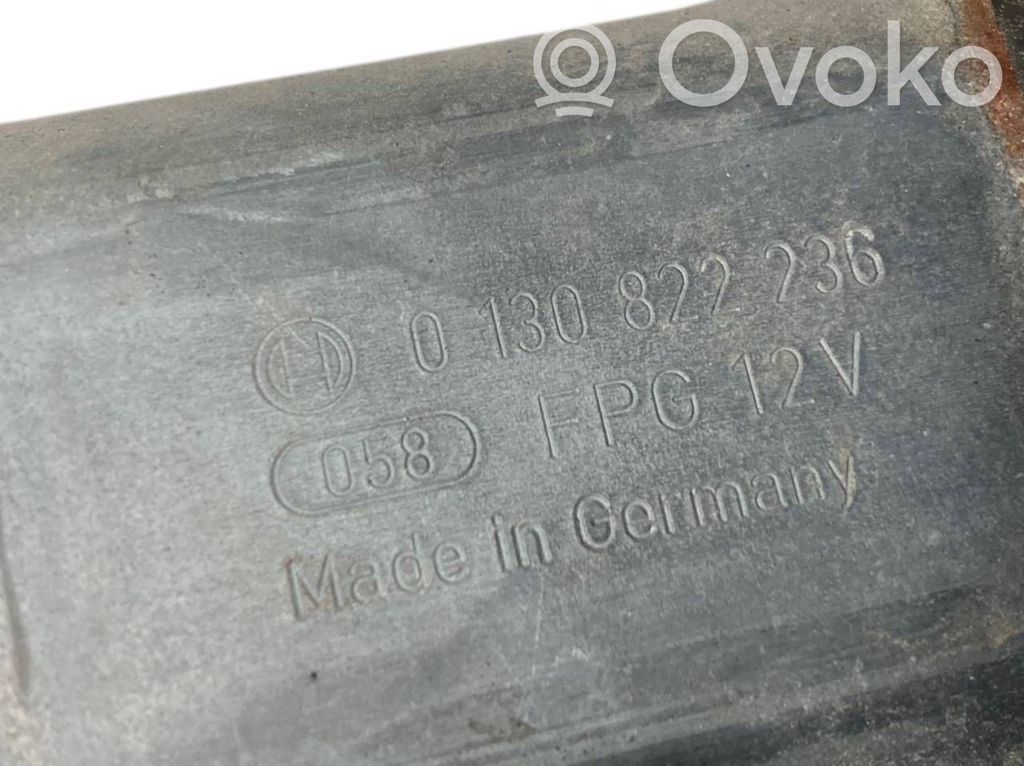 Ovoko
0 130 822 236
058 FPG 12V
Made in Germany